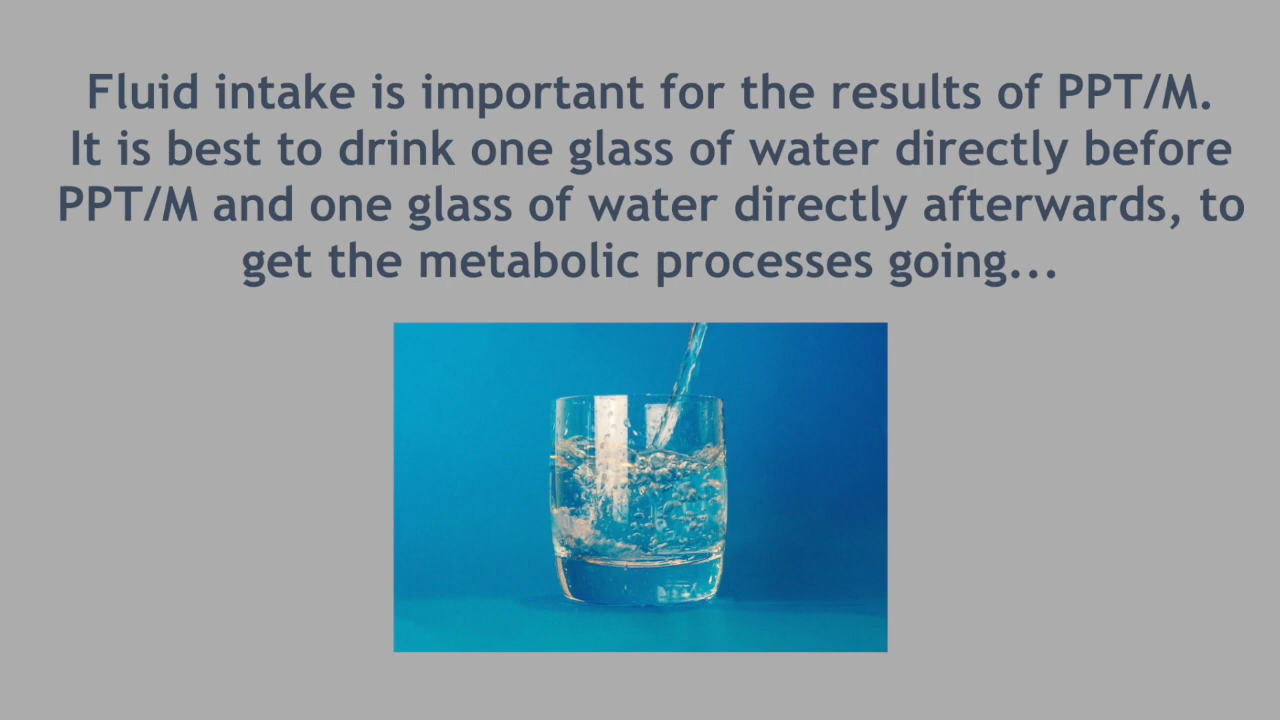 Fluid intake is important for the results of PPT/M.
It is best to drink one glass of water directly before
PPT/M and one glass of water directly afterwards, to
get the metabolic processes going...